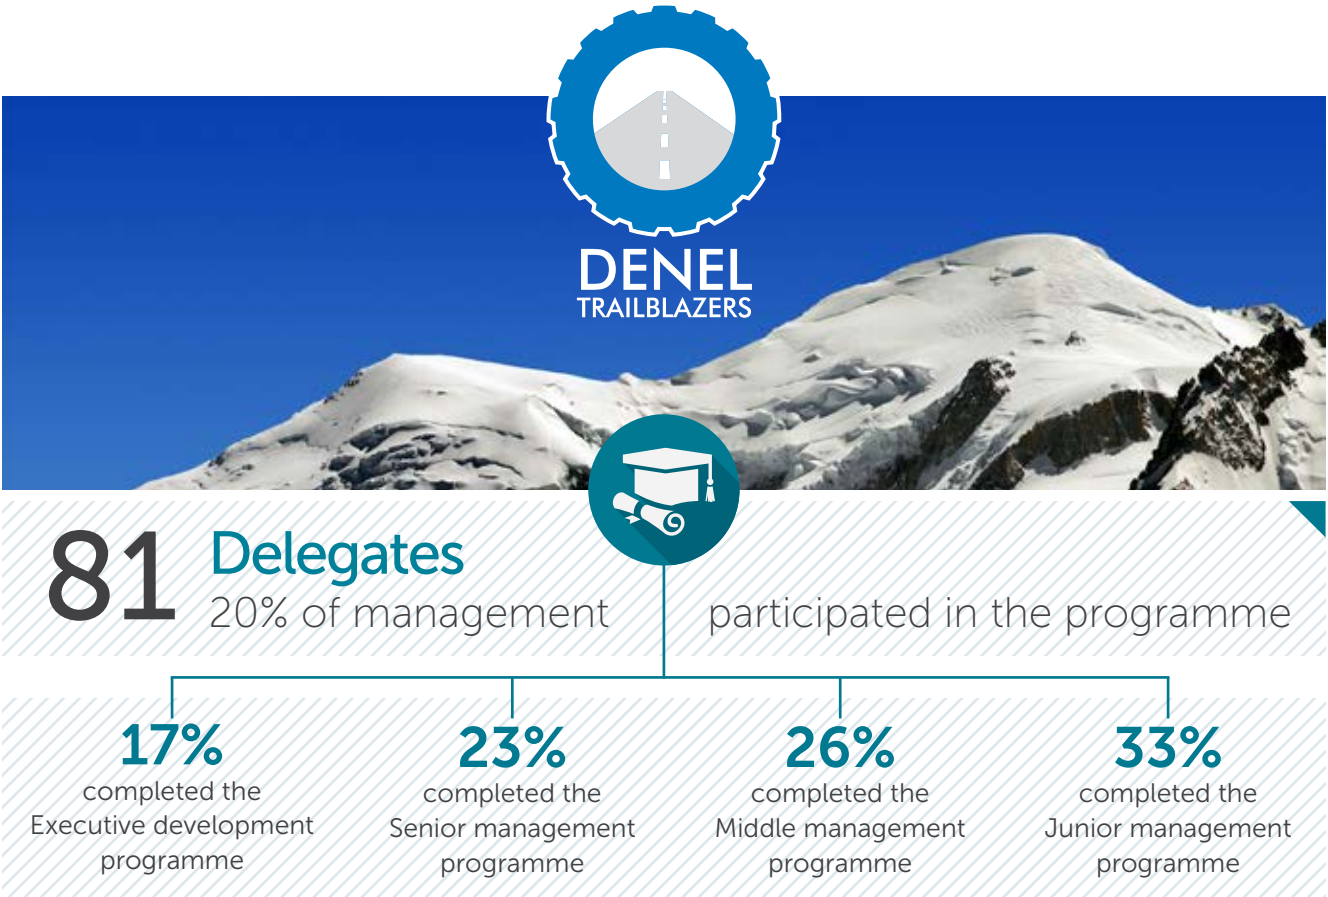 DENEL
TRAILBLAZERS
81 Delegates
20% of management participated in the programme
17%
completed the
Executive development
programme
23%
completed the
Senior management
programme
26%
completed the
Middle management
programme
33%
completed the
Junior management
programme